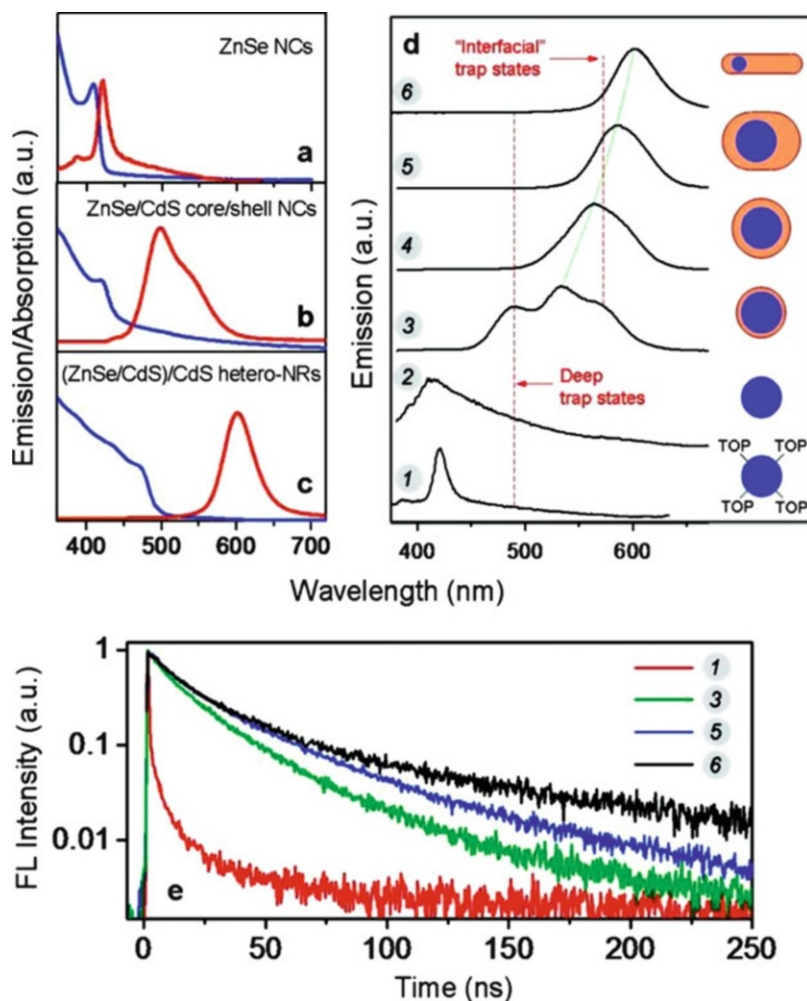 ZnSe NCs
a
ZnSe/CdS core/shell NCs
b
(ZnSe/CdS)/CdS hetero-NRs
c
400 500 600 700
Emission/Absorption (a.u.)
d
"Interfacial"
trap states
6
5
4
3
Deep
trap states
2
1
TOP TOP
TOP TOP
400 500 600
Emission (a.u.)
Wavelength (nm)
1
0.1
0.01
FL Intensity (a.u.)
1
3
5
6
e
0 50 100 150 200 250
Time (ns)